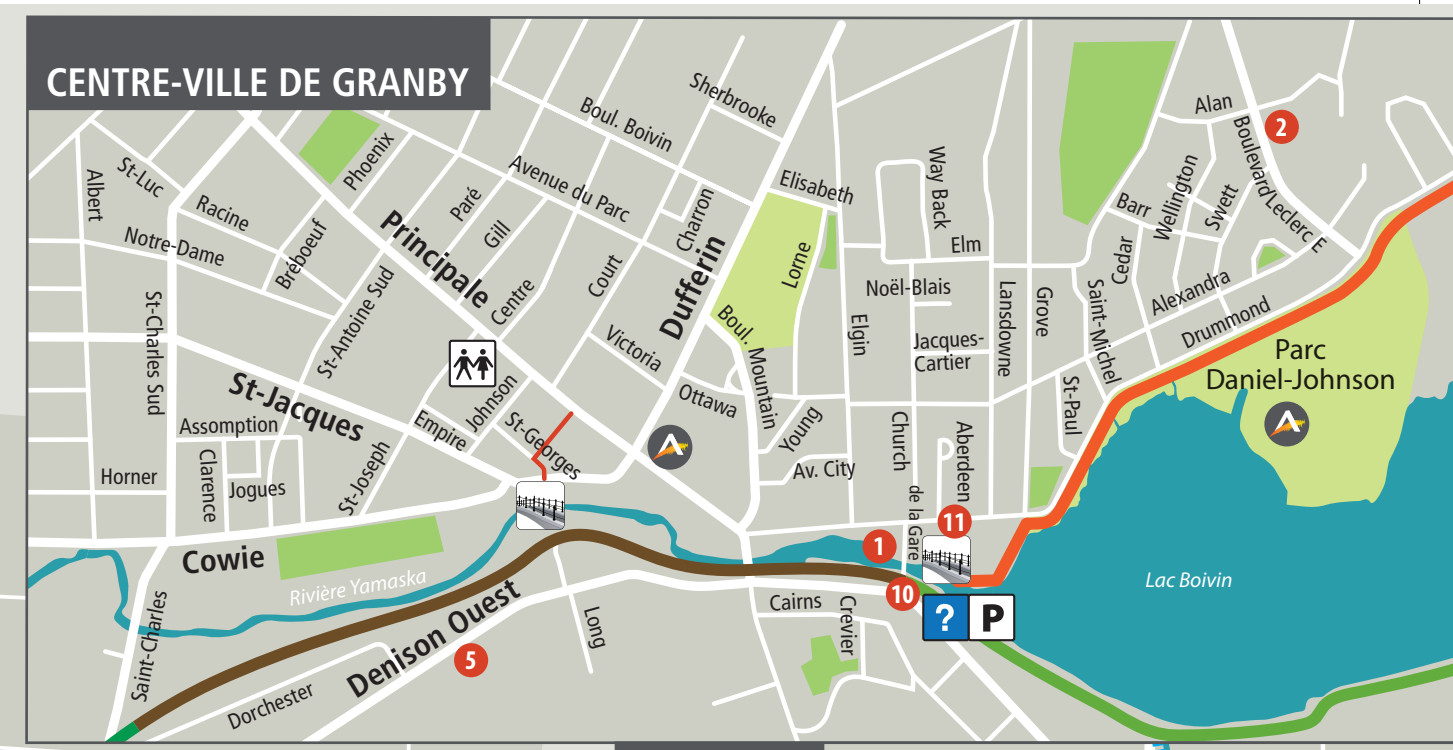 CENTRE-VILLE DE GRANBY
Sherbrooke
Boul. Boivin
Alan
2
Boulevard Leclerc E
Phoenix
St-Luc
Albert
Avenue du Parc
Elisabeth
Way Back
Wellington
Swett
Barr
Racine
Paré
Gill
Charron
Notre-Dame
Bréboeuf
Principale
Dufferin
Lorne
Elm
Cedar
Court
Centre
St-Antoine Sud
St-Charles Sud
Noël-Blais
Alexandra
Drummond
Lansdowne
Grove
Saint-Michel
Elgin
Boul. Mountain
Victoria
Jacques-
Cartier
Parc
Daniel-Johnson
St-Jacques
Johnson
Empire
St-Georges
Ottawa
Young
St-Paul
Assomption
Church
Aberdeen
Clarence
Jogues
St-Joseph
Horner
Av. City
de la Gare
11
1
Cowie
Rivière Yamaska
Lac Boivin
10
Cairns
Crevier
?
P
Saint-Charles
Denison Ouest
Long
5
Dorchester